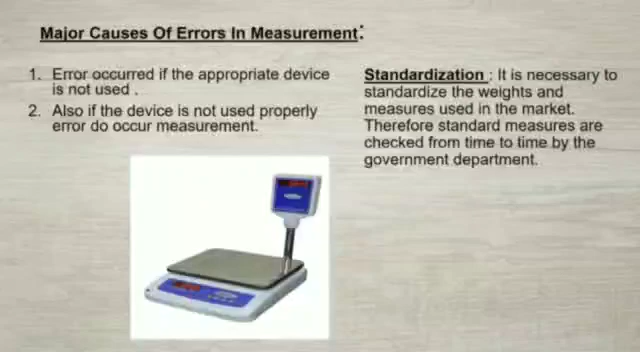 Major Causes Of Errors In Measurement:
1. Error occurred if the appropriate device
is not used .
2. Also if the device is not used properly
error do occur measurement.
Standardization : It is necessary to
standardize the weights and
measures used in the market.
Therefore standard measures are
checked from time to time by the
government department.